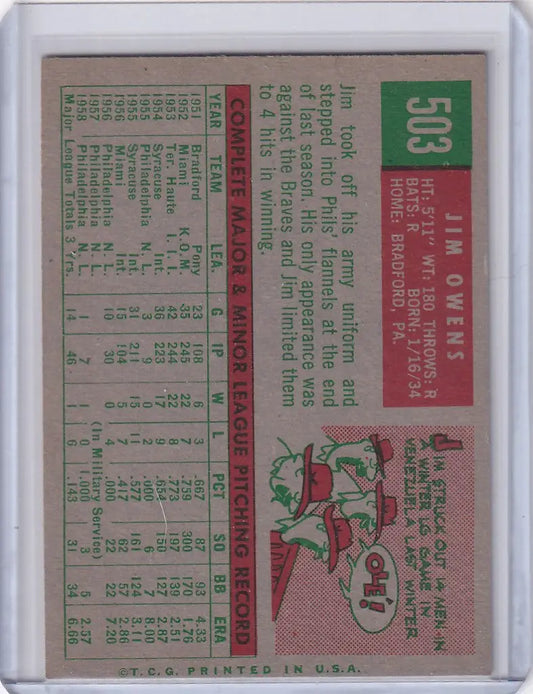 503
JIM OWENS
HT: 5'11" WT: 180 THROWS: R
BATS: R BORN: 1/16/34
HOME: BRADFORD, PA.
JIM STRUCK OUT 14 MEN IN
A WINTER LG GAME IN
VENEZUELA LAST WINTER
OLE!
Jim took off his army uniform and
stepped into Phils' flannels at the end
of last season. His only appearance was
against the Braves and Jim limited them
to 4 hits in winning.
COMPLETE MAJOR & MINOR LEAGUE PITCHING RECORD
YEAR TEAM LEA G IP W L PCT SO BB ERA
1951 Bradford Pony 23 108 6 3 .667 87 93 4.33
1952 Miami K.O.M. 35 245 22 7 .759 300 170 1.76
1953 Ter. Haute I.I.I. 42 244 22 8 .773 197 139 2.51
1954 Syracuse Int. 36 223 17 9 .654 150 127 2.87
1955 Philadelphia N. L. 3 9 0 2 .000 6 7 8.00
1955 Syracuse Int. 31 211 15 11 .577 161 124 3.11
1956 Miami Int. 15 104 5 7 .417 62 57 2.86
1956 Philadelphia N. L. 10 30 0 4 .000 22 22 7.20
1957 Philadelphia N. L. (In Military Service)
1958 Philadelphia N. L. 1 7 1 0 1.000 3 5 2.57
Major League Totals 3 Yrs. 14 46 1 6 .143 31 34 6.66
©T.C.G. PRINTED IN U.S.A.